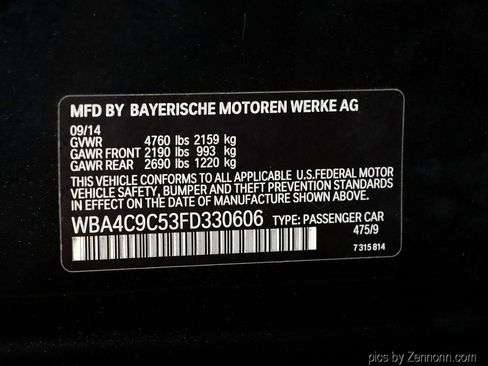 MFD BY BAYERISCHE MOTOREN WERKE AG
09/14
GVWR 4760 lbs 2159 kg
GAWR FRONT 2190 lbs 993 kg
GAWR REAR 2690 lbs 1220 kg
THIS VEHICLE CONFORMS TO ALL APPLICABLE U.S.FEDERAL MOTOR
VEHICLE SAFETY, BUMPER AND THEFT PREVENTION STANDARDS
IN EFFECT ON THE DATE OF MANUFACTURE SHOWN ABOVE.
WBA4C9C53FD330606 TYPE: PASSENGER CAR
475/9
7 315 814
pics by Zennonn.com